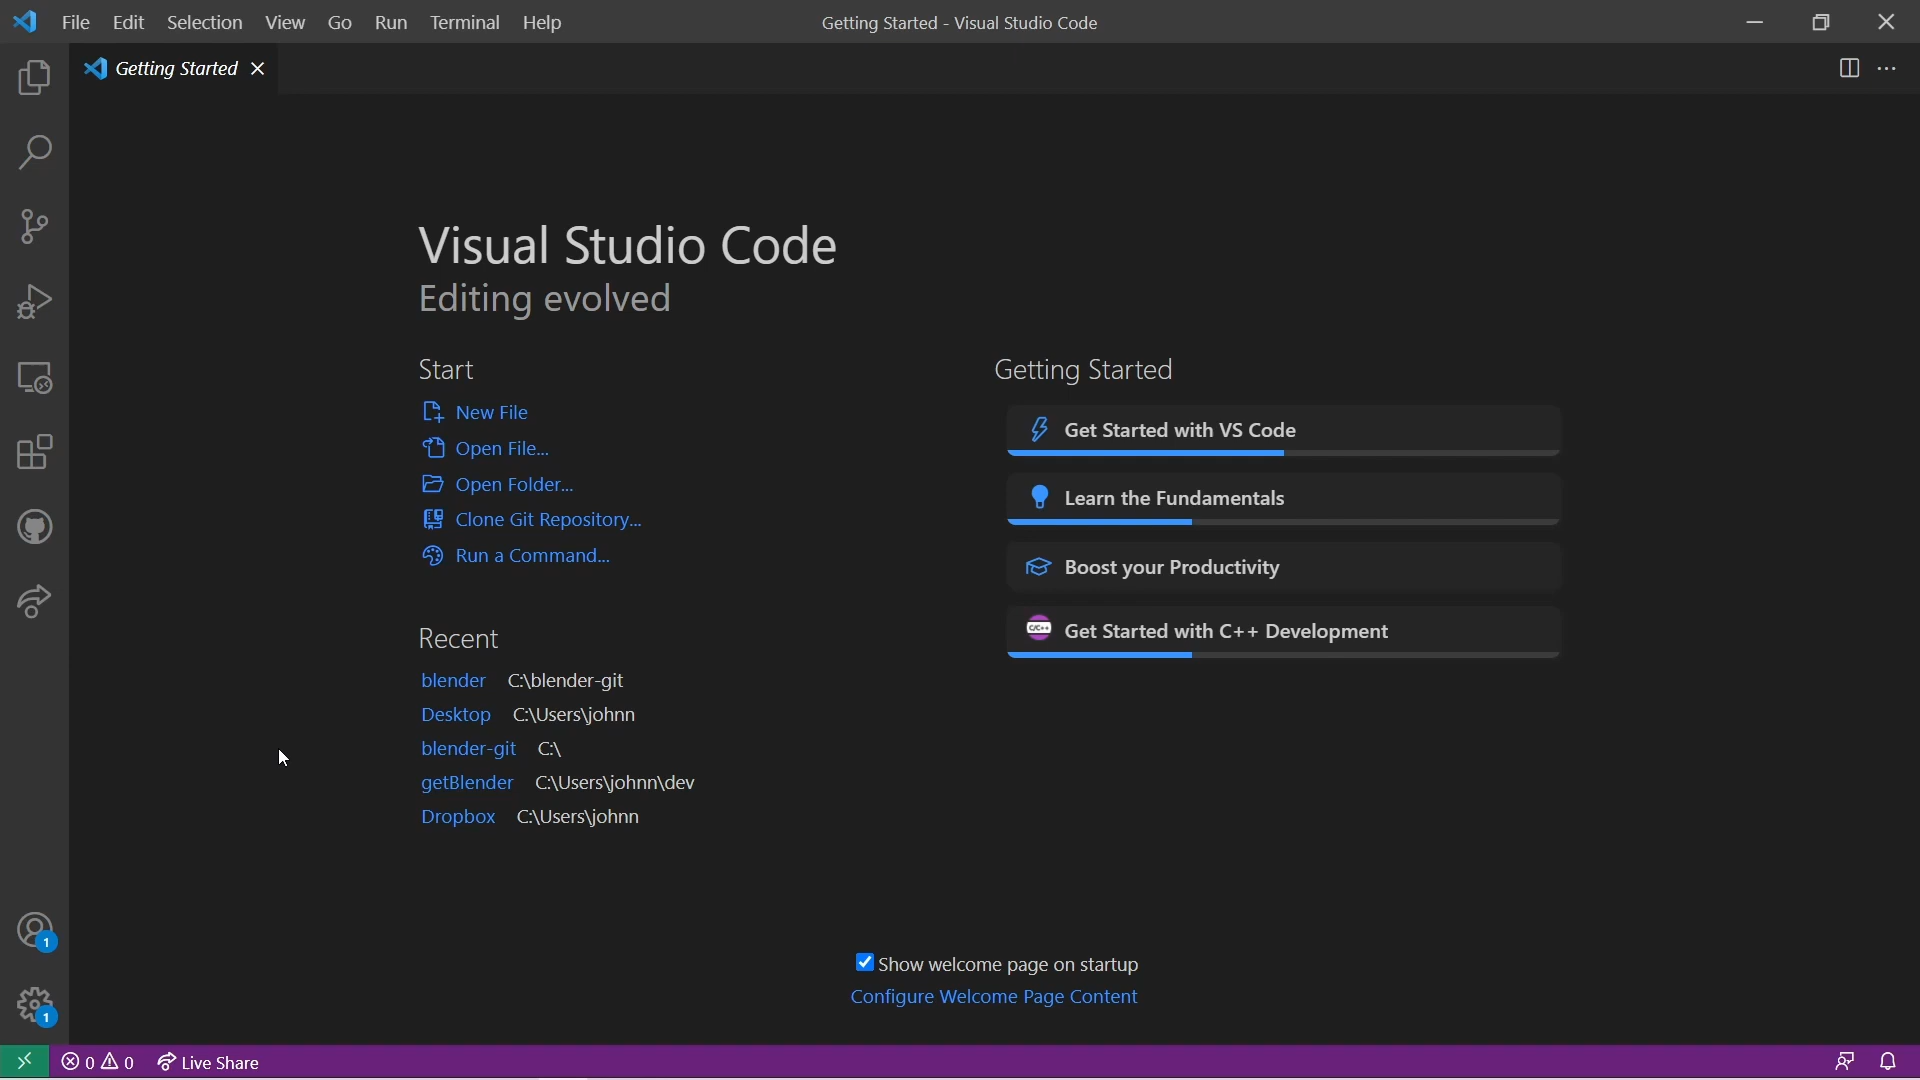 File Edit Selection View Go Run Terminal Help Getting Started - Visual Studio Code
Getting Started
Visual Studio Code
Editing evolved
Start
New File
Open File...
Open Folder...
Clone Git Repository...
Run a Command...
Recent
blender C:\blender-git
Desktop C:\Users\johnn
blender-git C:\
getBlender C:\Users\johnn\dev
Dropbox C:\Users\johnn
Getting Started
Get Started with VS Code
Learn the Fundamentals
Boost your Productivity
C/C++ Get Started with C++ Development
Show welcome page on startup
Configure Welcome Page Content
1
1
0 0 Live Share